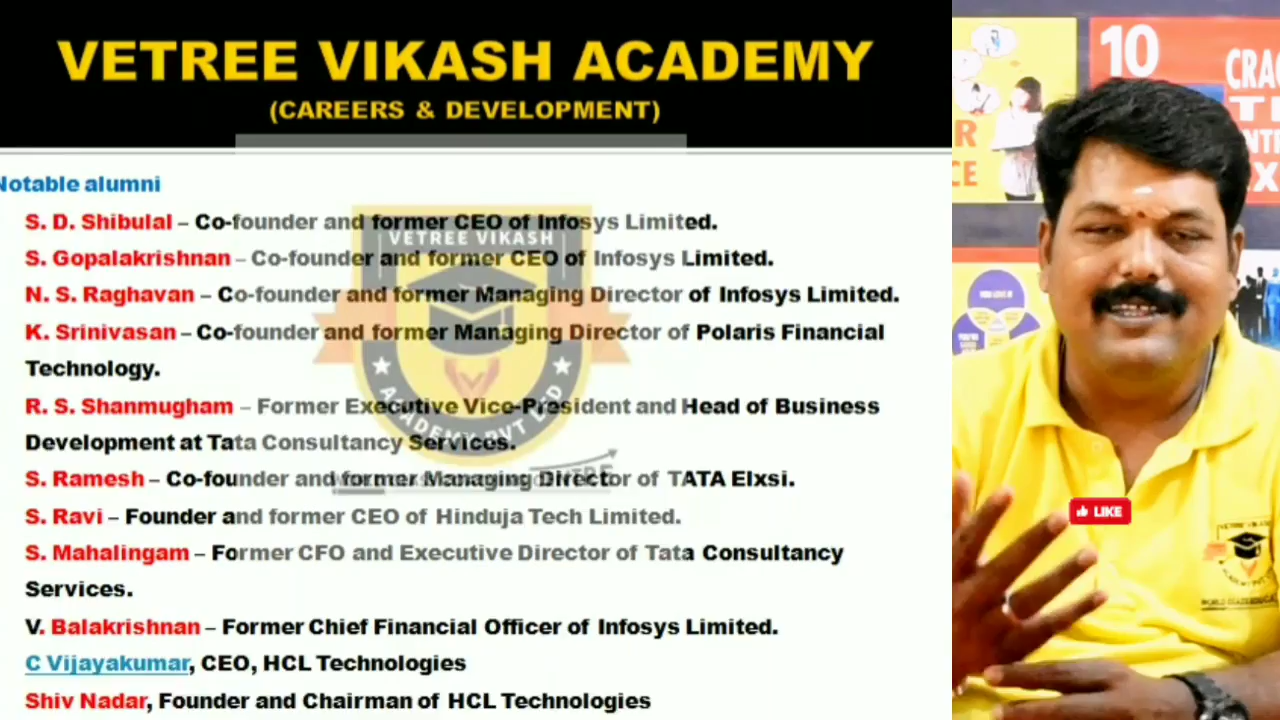 VETREE VIKASH ACADEMY
(CAREERS & DEVELOPMENT)
Notable alumni
S. D. Shibulal – Co-founder and former CEO of Infosys Limited.
S. Gopalakrishnan – Co-founder and former CEO of Infosys Limited.
N. S. Raghavan – Co-founder and former Managing Director of Infosys Limited.
K. Srinivasan – Co-founder and former Managing Director of Polaris Financial
Technology.
R. S. Shanmugham – Former Executive Vice-President and Head of Business
Development at Tata Consultancy Services.
S. Ramesh – Co-founder and former Managing Director of TATA Elxsi.
S. Ravi – Founder and former CEO of Hinduja Tech Limited.
S. Mahalingam – Former CFO and Executive Director of Tata Consultancy
Services.
V. Balakrishnan – Former Chief Financial Officer of Infosys Limited.
C Vijayakumar, CEO, HCL Technologies
Shiv Nadar, Founder and Chairman of HCL Technologies
VETREE VIKASH
ACADEMY PVT LTD
10
LIKE
VETREE VIKASH